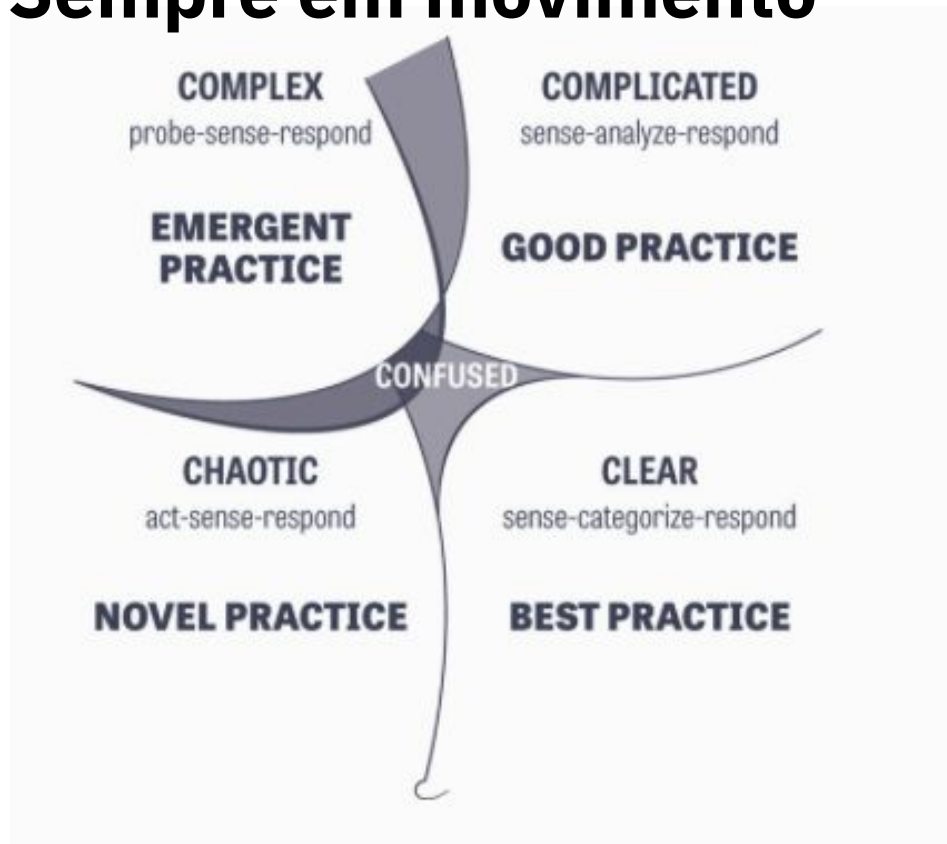 Sempre em movimento
COMPLEX
probe-sense-respond
EMERGENT
PRACTICE
COMPLICATED
sense-analyze-respond
GOOD PRACTICE
CONFUSED
CHAOTIC
act-sense-respond
NOVEL PRACTICE
CLEAR
sense-categorize-respond
BEST PRACTICE